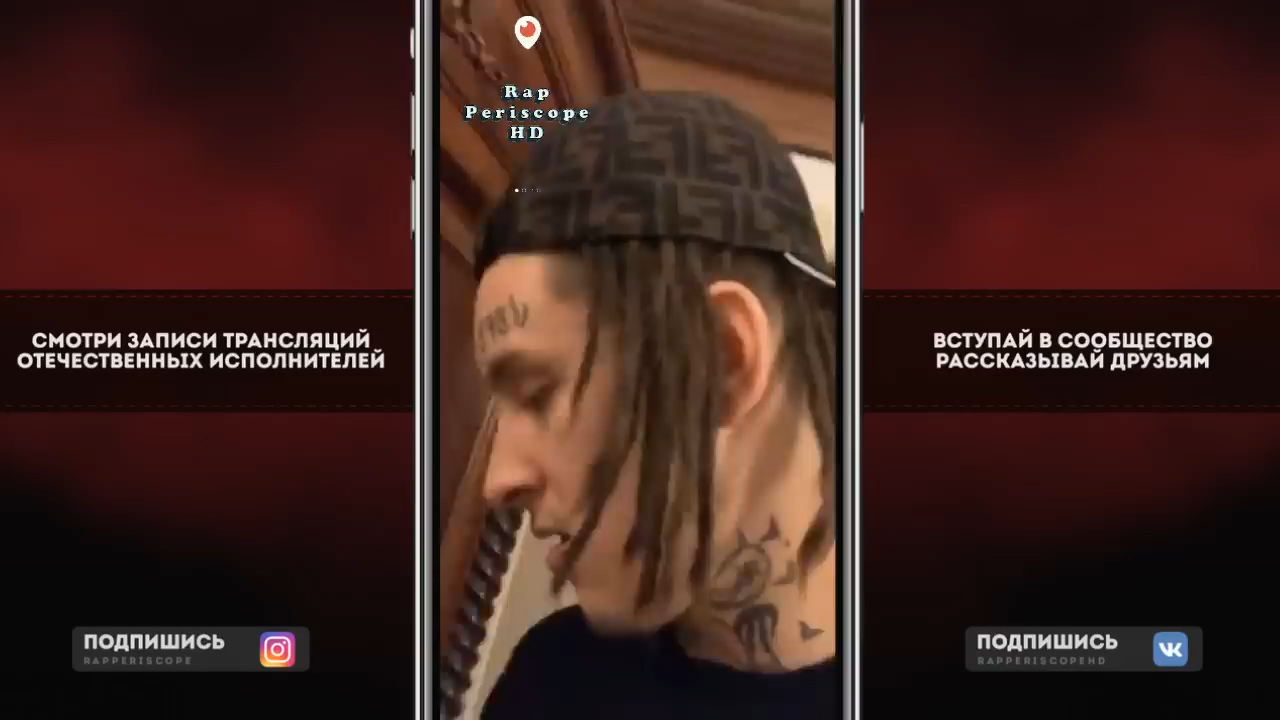 Rap
Periscope
HD
СМОТРИ ЗАПИСИ ТРАНСЛЯЦИЙ
ОТЕЧЕСТВЕННЫХ ИСПОЛНИТЕЛЕЙ
ВСТУПАЙ В СООБЩЕСТВО
РАССКАЗЫВАЙ ДРУЗЬЯМ
ПОДПИШИСЬ
RAPPERISCOPE
ПОДПИШИСЬ
RAPPERISCOPEHD